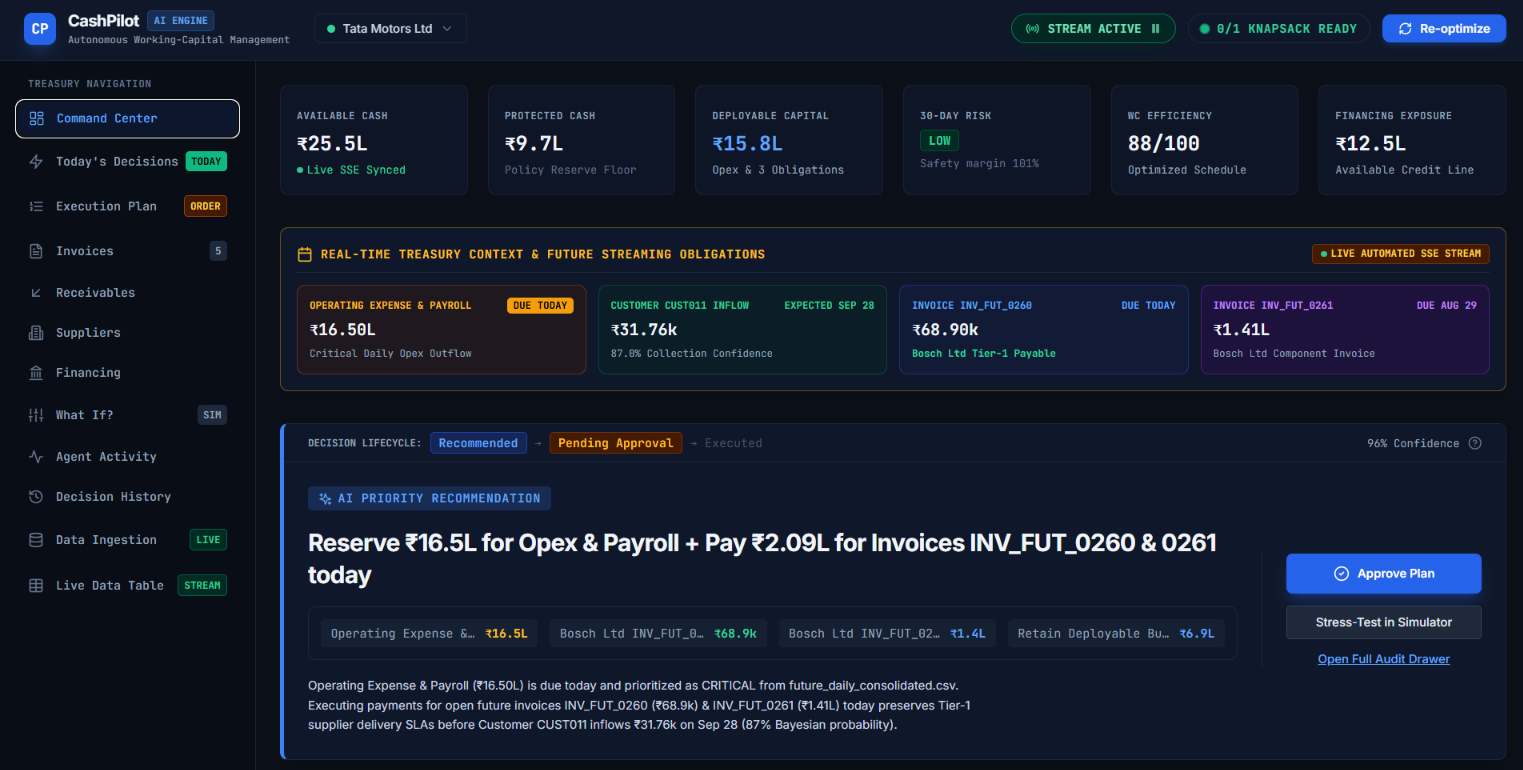 CP
CashPilot AI ENGINE
Autonomous Working-Capital Management
Tata Motors Ltd
STREAM ACTIVE
0/1 KNAPSACK READY
Re-optimize
TREASURY NAVIGATION
Command Center
Today's Decisions TODAY
Execution Plan ORDER
Invoices 5
Receivables
Suppliers
Financing
What If? SIM
Agent Activity
Decision History
Data Ingestion LIVE
Live Data Table STREAM
AVAILABLE CASH
₹25.5L
Live SSE Synced
PROTECTED CASH
₹9.7L
Policy Reserve Floor
DEPLOYABLE CAPITAL
₹15.8L
Opex & 3 Obligations
30-DAY RISK
LOW
Safety margin 101%
WC EFFICIENCY
88/100
Optimized Schedule
FINANCING EXPOSURE
₹12.5L
Available Credit Line
REAL-TIME TREASURY CONTEXT & FUTURE STREAMING OBLIGATIONS
LIVE AUTOMATED SSE STREAM
OPERATING EXPENSE & PAYROLL DUE TODAY
₹16.50L
Critical Daily Opex Outflow
CUSTOMER CUST011 INFLOW EXPECTED SEP 28
₹31.76k
87.0% Collection Confidence
INVOICE INV_FUT_0260 DUE TODAY
₹68.90k
Bosch Ltd Tier-1 Payable
INVOICE INV_FUT_0261 DUE AUG 29
₹1.41L
Bosch Ltd Component Invoice
DECISION LIFECYCLE: Recommended → Pending Approval → Executed
96% Confidence ?
AI PRIORITY RECOMMENDATION
Reserve ₹16.5L for Opex & Payroll + Pay ₹2.09L for Invoices INV_FUT_0260 & 0261
today
Operating Expense &… ₹16.5L
Bosch Ltd INV_FUT_0… ₹68.9k
Bosch Ltd INV_FUT_02… ₹1.4L
Retain Deployable Bu… ₹6.9L
Operating Expense & Payroll (₹16.50L) is due today and prioritized as CRITICAL from future_daily_consolidated.csv.
Executing payments for open future invoices INV_FUT_0260 (₹68.9k) & INV_FUT_0261 (₹1.41L) today preserves Tier-1
supplier delivery SLAs before Customer CUST011 inflows ₹31.76k on Sep 28 (87% Bayesian probability).
Approve Plan
Stress-Test in Simulator
Open Full Audit Drawer